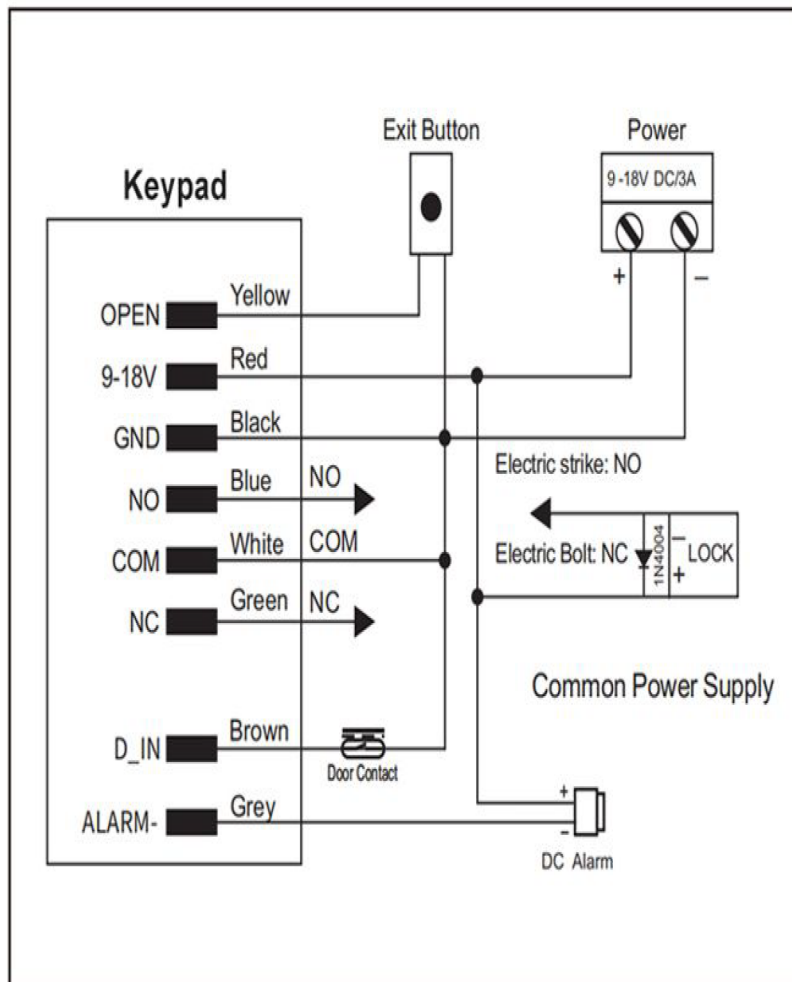 Exit Button
Power
Keypad
9 -18V DC/3A
+ −
OPEN Yellow
9-18V Red
GND Black
Electric strike: NO
NO Blue NO
COM White COM
Electric Bolt: NC
1N4004
−
+
LOCK
NC Green NC
Common Power Supply
D_IN Brown
Door Contact
ALARM- Grey
+
−
DC Alarm